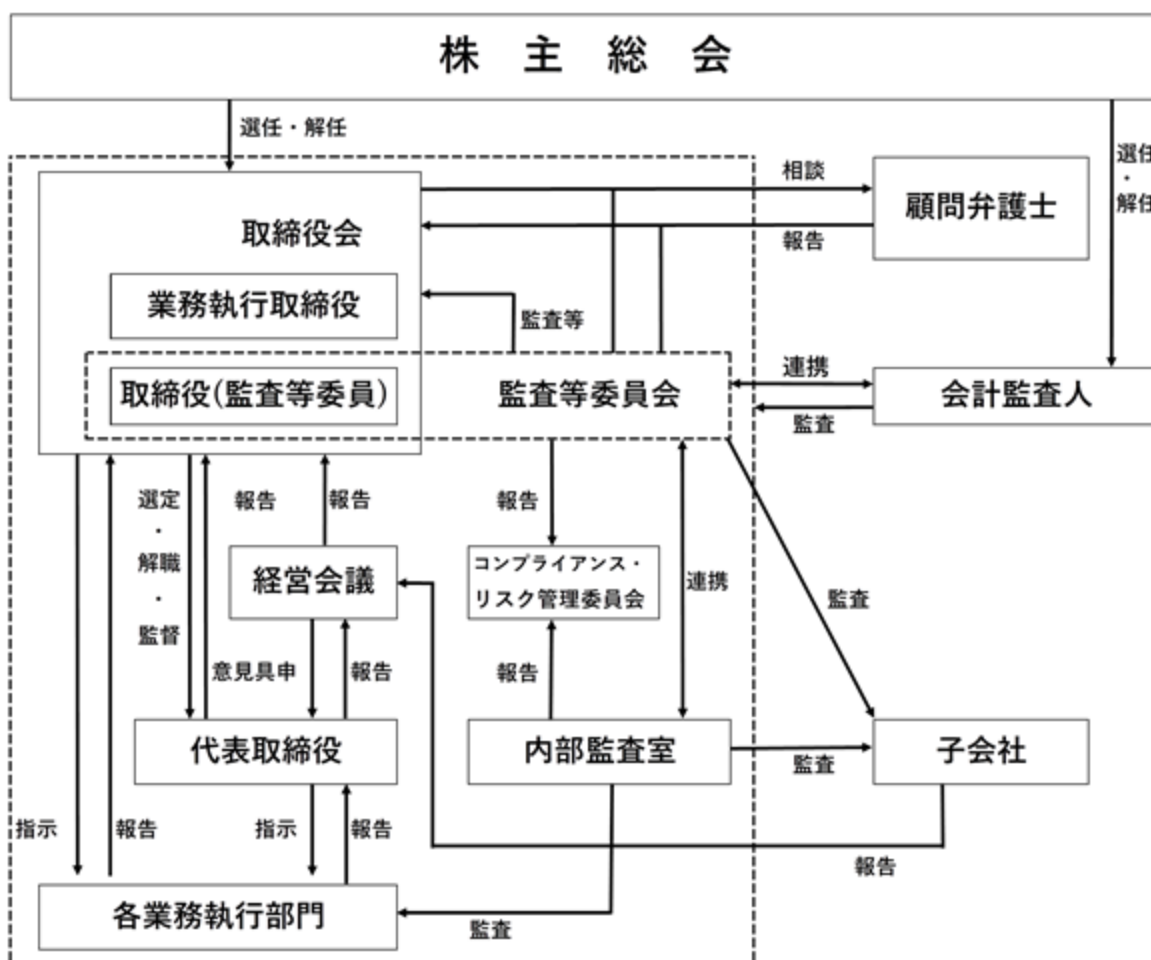 株主総会
選任・解任
選任
・
解任
相談
顧問弁護士
報告
取締役会
業務執行取締役
監査等
取締役(監査等委員)
監査等委員会
連携
会計監査人
監査
選定
・
解職
・
監督
報告
報告
報告
経営会議
コンプライアンス・
リスク管理委員会
連携
監査
意見具申
報告
報告
代表取締役
内部監査室
監査
子会社
指示
報告
指示
報告
報告
各業務執行部門
監査